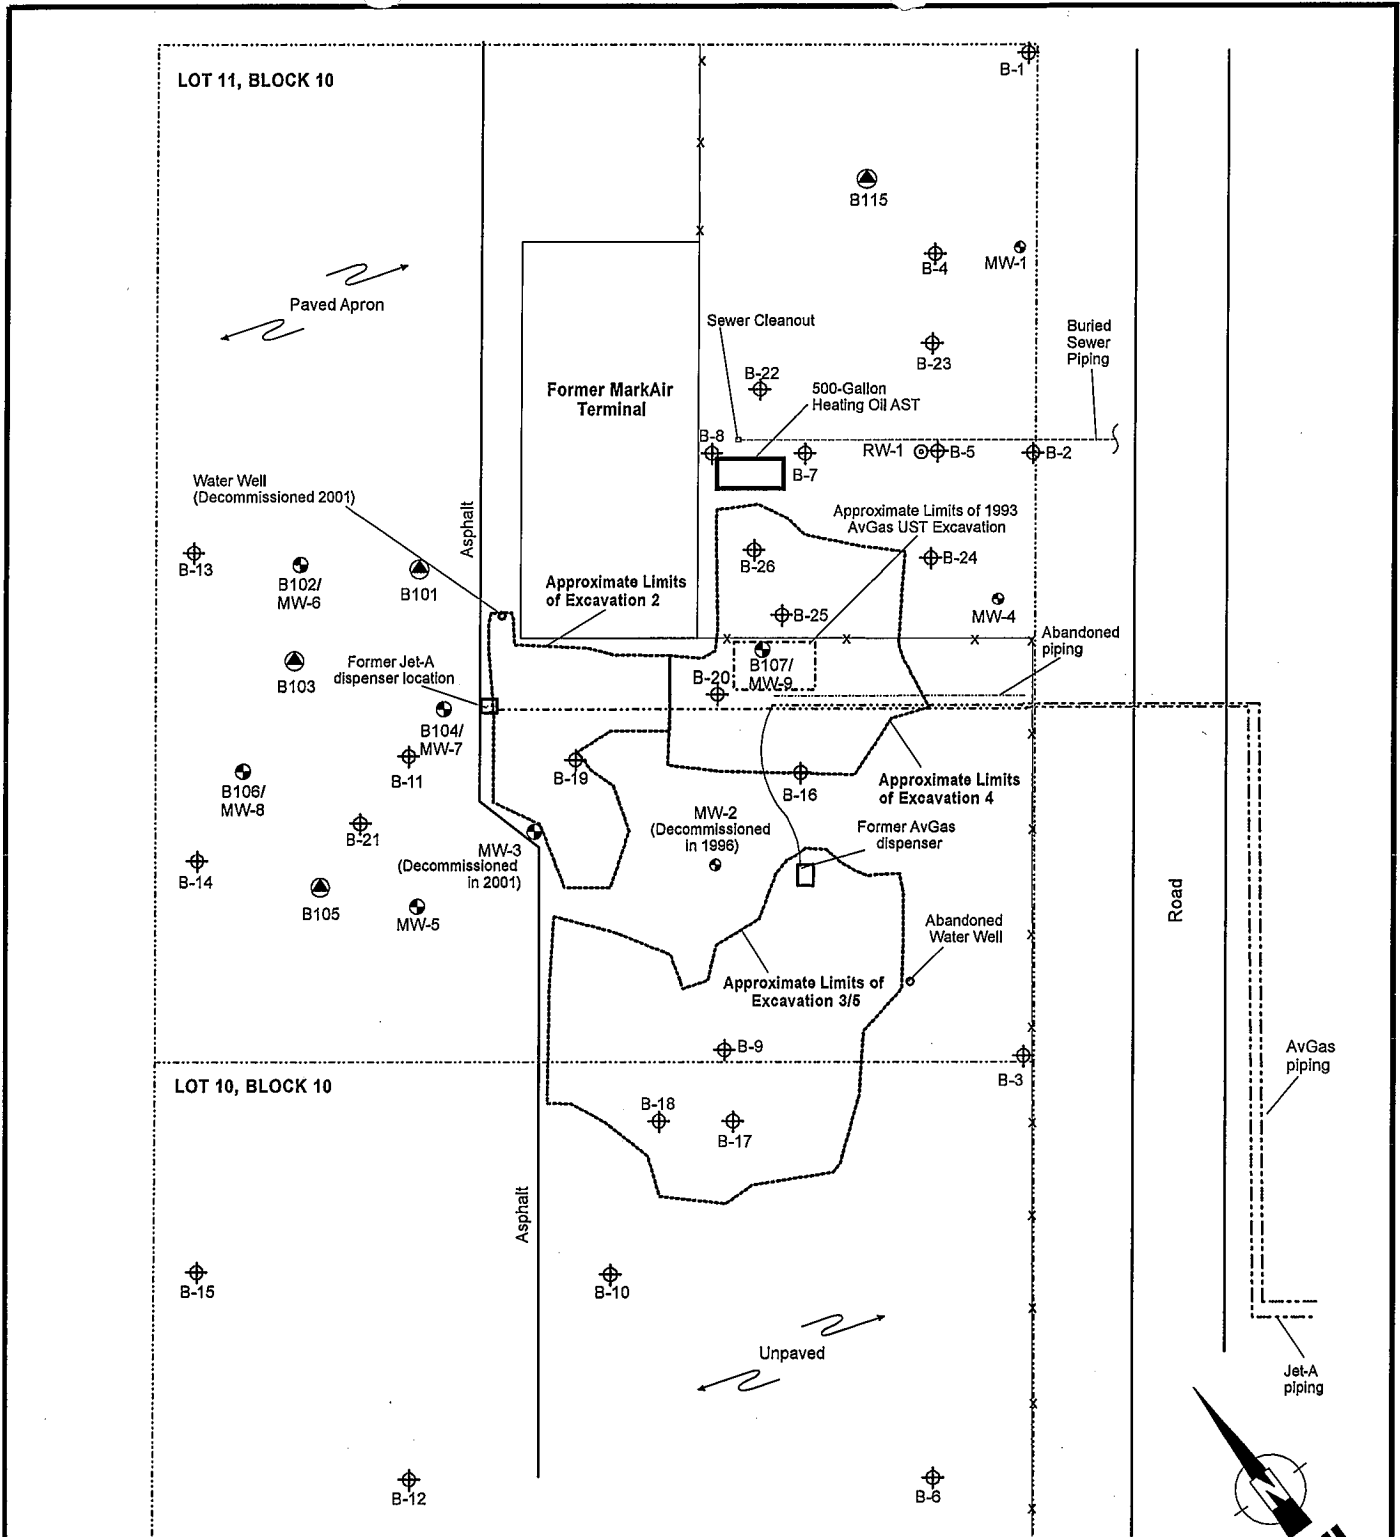 LOT 11, BLOCK 10
B-1
B115
B-4
MW-1
Paved Apron
Sewer Cleanout
Buried
Sewer
Piping
B-23
B-22
500-Gallon
Heating Oil AST
Former MarkAir
Terminal
B-8
B-7
RW-1
B-5
B-2
Water Well
(Decommissioned 2001)
Asphalt
Approximate Limits of 1993
AvGas UST Excavation
B-13
B102/
MW-6
B101
B-26
B-24
Approximate Limits
of Excavation 2
B-25
MW-4
Abandoned
piping
Former Jet-A
dispenser location
B103
B107/
MW-9
B-20
B104/
MW-7
B-11
B-19
B-16
B106/
MW-8
Approximate Limits
of Excavation 4
MW-2
(Decommissioned
in 1996)
Former AvGas
dispenser
B-21
MW-3
(Decommissioned
in 2001)
B-14
B105
MW-5
Road
Abandoned
Water Well
Approximate Limits of
Excavation 3/5
B-9
B-3
AvGas
piping
LOT 10, BLOCK 10
B-18
B-17
Asphalt
B-15
B-10
Unpaved
Jet-A
piping
B-12
B-6
N